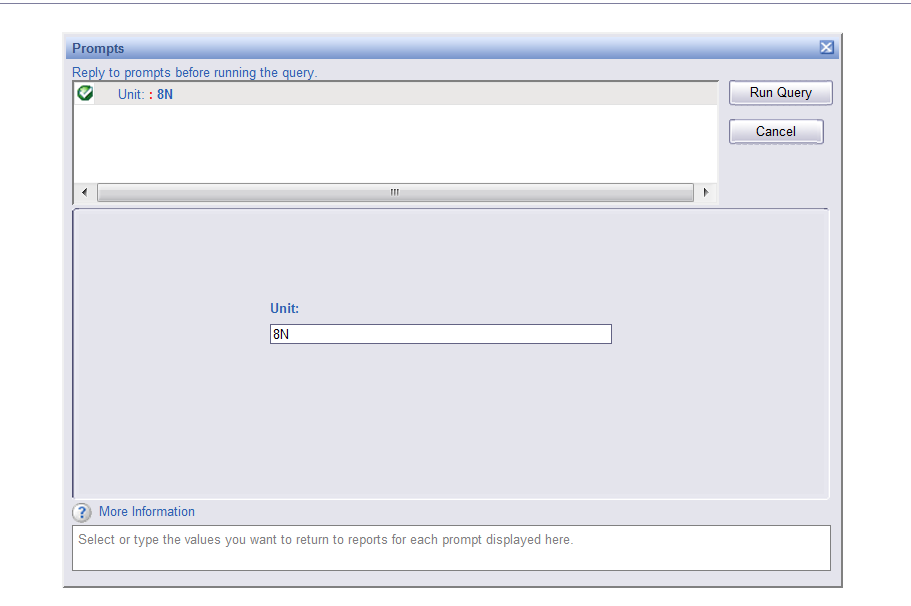 Prompts
Reply to prompts before running the query.
Unit: : 8N
Run Query
Cancel
Unit:
8N
? More Information
Select or type the values you want to return to reports for each prompt displayed here.